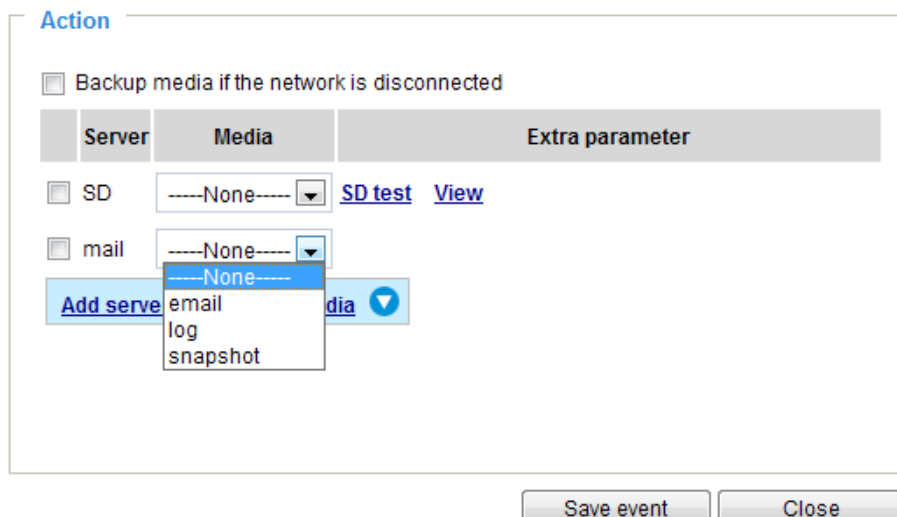 Action
Backup media if the network is disconnected
Server Media Extra parameter
SD -----None----- SD test View
mail -----None-----
-----None-----
Add serve dia
email
log
snapshot
Save event Close